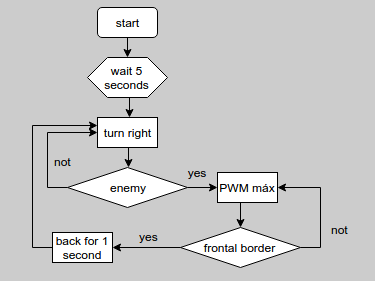 start
wait 5
seconds
turn right
not
enemy
yes
PWM máx
not
frontal border
yes
back for 1
second